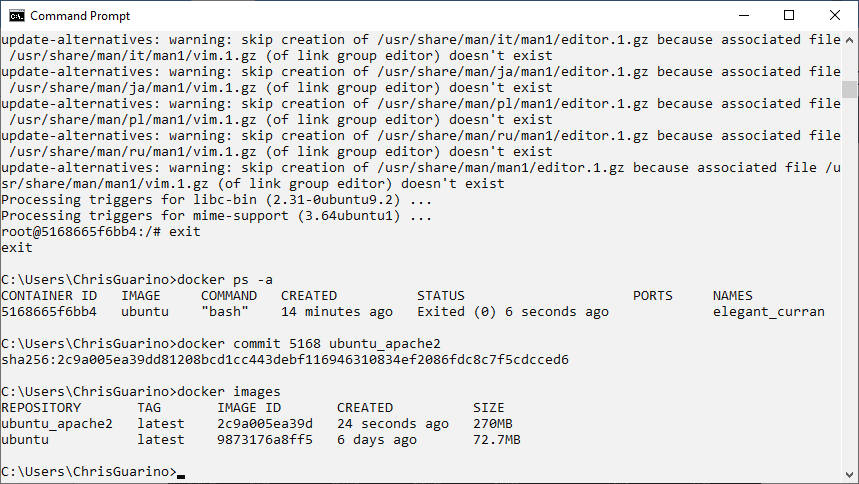 Command Prompt
update-alternatives: warning: skip creation of /usr/share/man/it/man1/editor.1.gz because associated file
/usr/share/man/it/man1/vim.1.gz (of link group editor) doesn't exist
update-alternatives: warning: skip creation of /usr/share/man/ja/man1/editor.1.gz because associated file
/usr/share/man/ja/man1/vim.1.gz (of link group editor) doesn't exist
update-alternatives: warning: skip creation of /usr/share/man/pl/man1/editor.1.gz because associated file
/usr/share/man/pl/man1/vim.1.gz (of link group editor) doesn't exist
update-alternatives: warning: skip creation of /usr/share/man/ru/man1/editor.1.gz because associated file
/usr/share/man/ru/man1/vim.1.gz (of link group editor) doesn't exist
update-alternatives: warning: skip creation of /usr/share/man/man1/editor.1.gz because associated file /u
sr/share/man/man1/vim.1.gz (of link group editor) doesn't exist
Processing triggers for libc-bin (2.31-0ubuntu9.2) ...
Processing triggers for mime-support (3.64ubuntu1) ...
root@5168665f6bb4:/# exit
exit
C:\Users\ChrisGuarino>docker ps -a
CONTAINER ID   IMAGE     COMMAND   CREATED          STATUS                     PORTS     NAMES
5168665f6bb4   ubuntu    "bash"    14 minutes ago   Exited (0) 6 seconds ago             elegant_curran
C:\Users\ChrisGuarino>docker commit 5168 ubuntu_apache2
sha256:2c9a005ea39dd81208bcd1cc443debf116946310834ef2086fdc8c7f5cdcced6
C:\Users\ChrisGuarino>docker images
REPOSITORY       TAG       IMAGE ID       CREATED          SIZE
ubuntu_apache2   latest    2c9a005ea39d   24 seconds ago   270MB
ubuntu           latest    9873176a8ff5   6 days ago       72.7MB
C:\Users\ChrisGuarino>